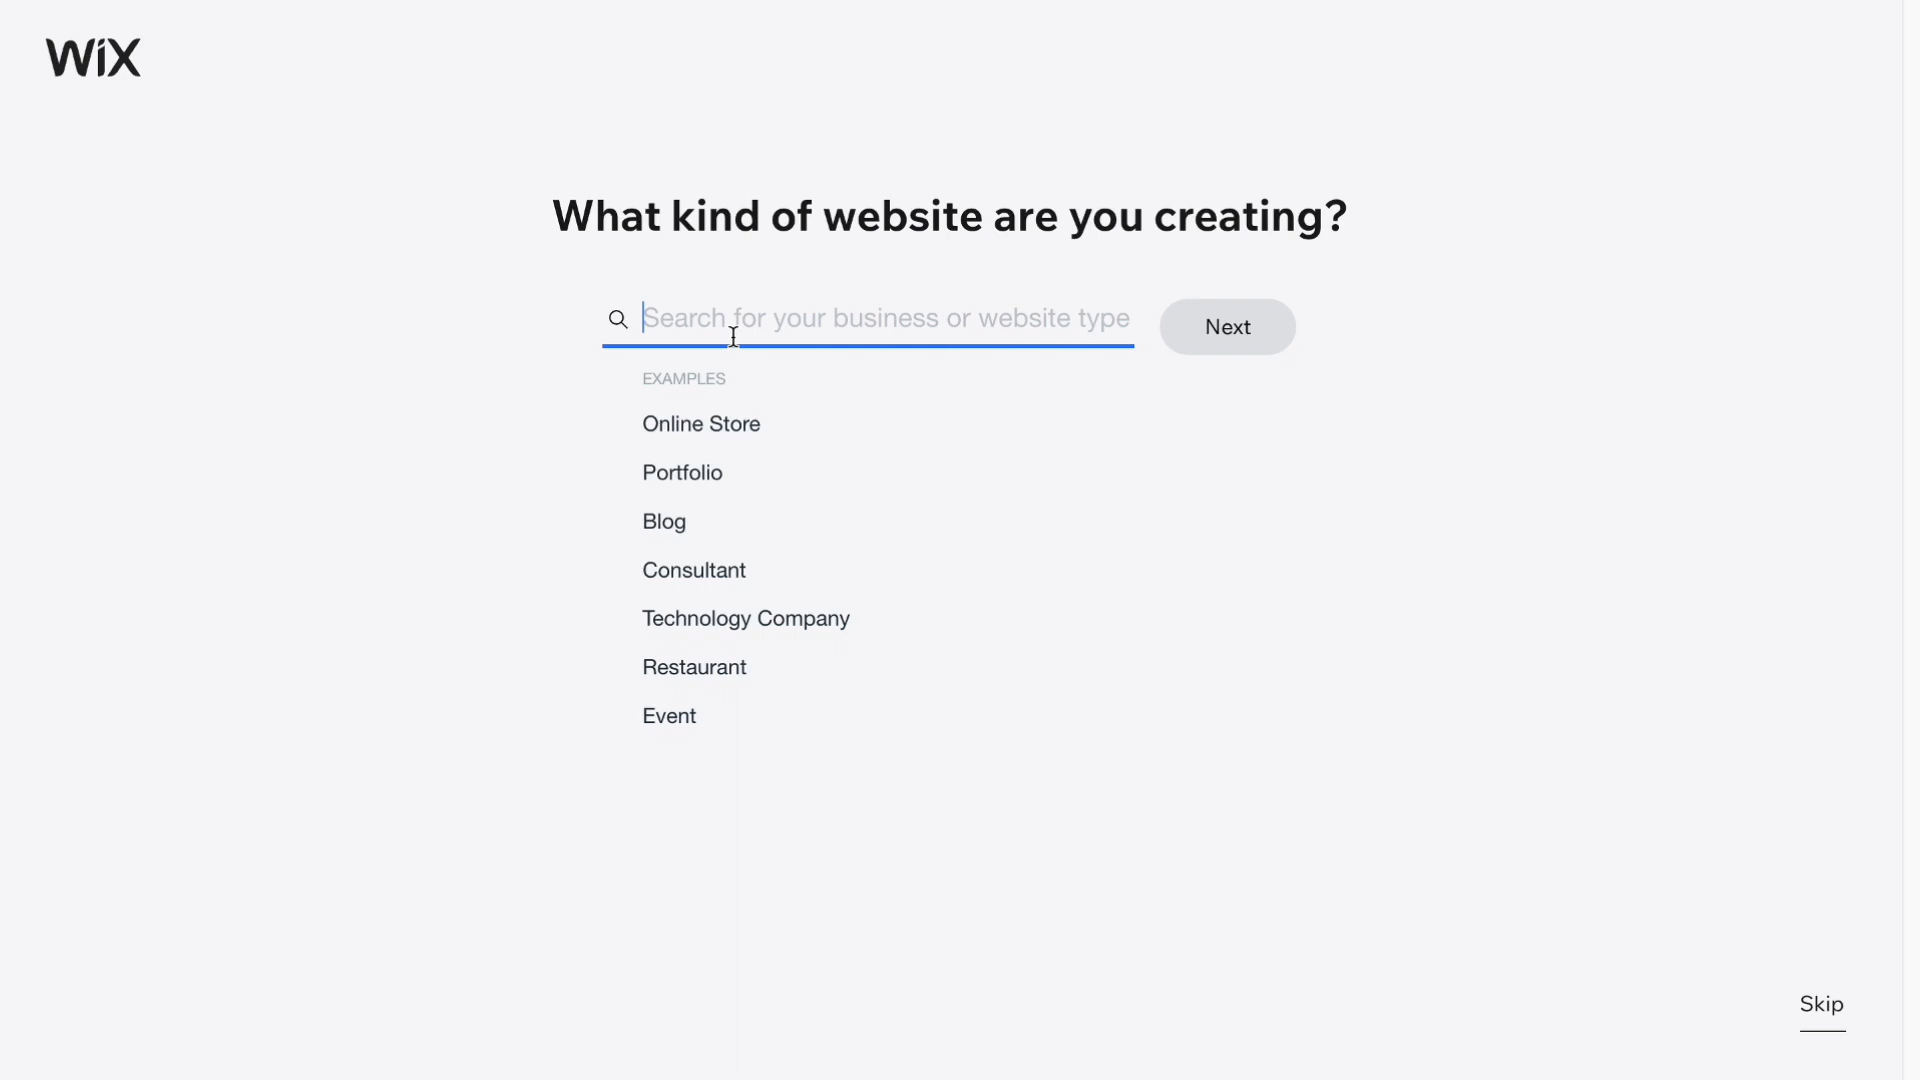 WiX
What kind of website are you creating?
Search for your business or website type
Next
EXAMPLES
Online Store
Portfolio
Blog
Consultant
Technology Company
Restaurant
Event
Skip